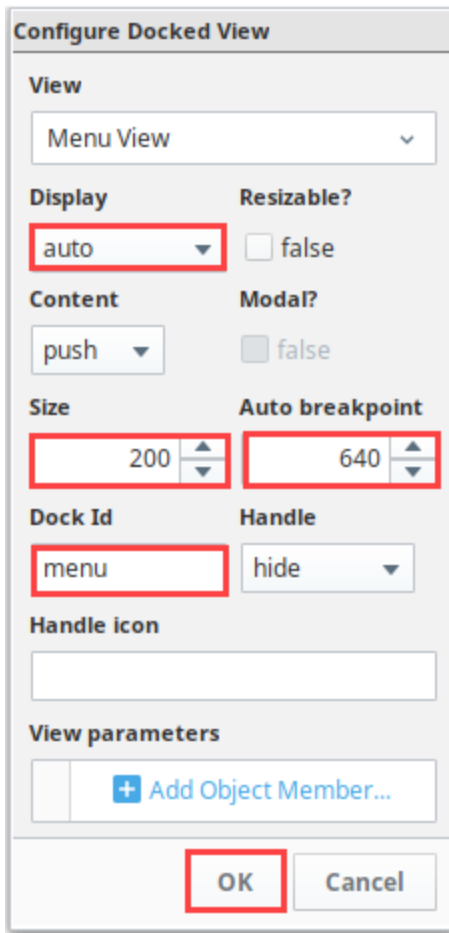 Configure Docked View
View
Menu View
Display Resizable?
auto false
Content Modal?
push false
Size Auto breakpoint
200 640
Dock Id Handle
menu hide
Handle icon
View parameters
Add Object Member...
OK Cancel